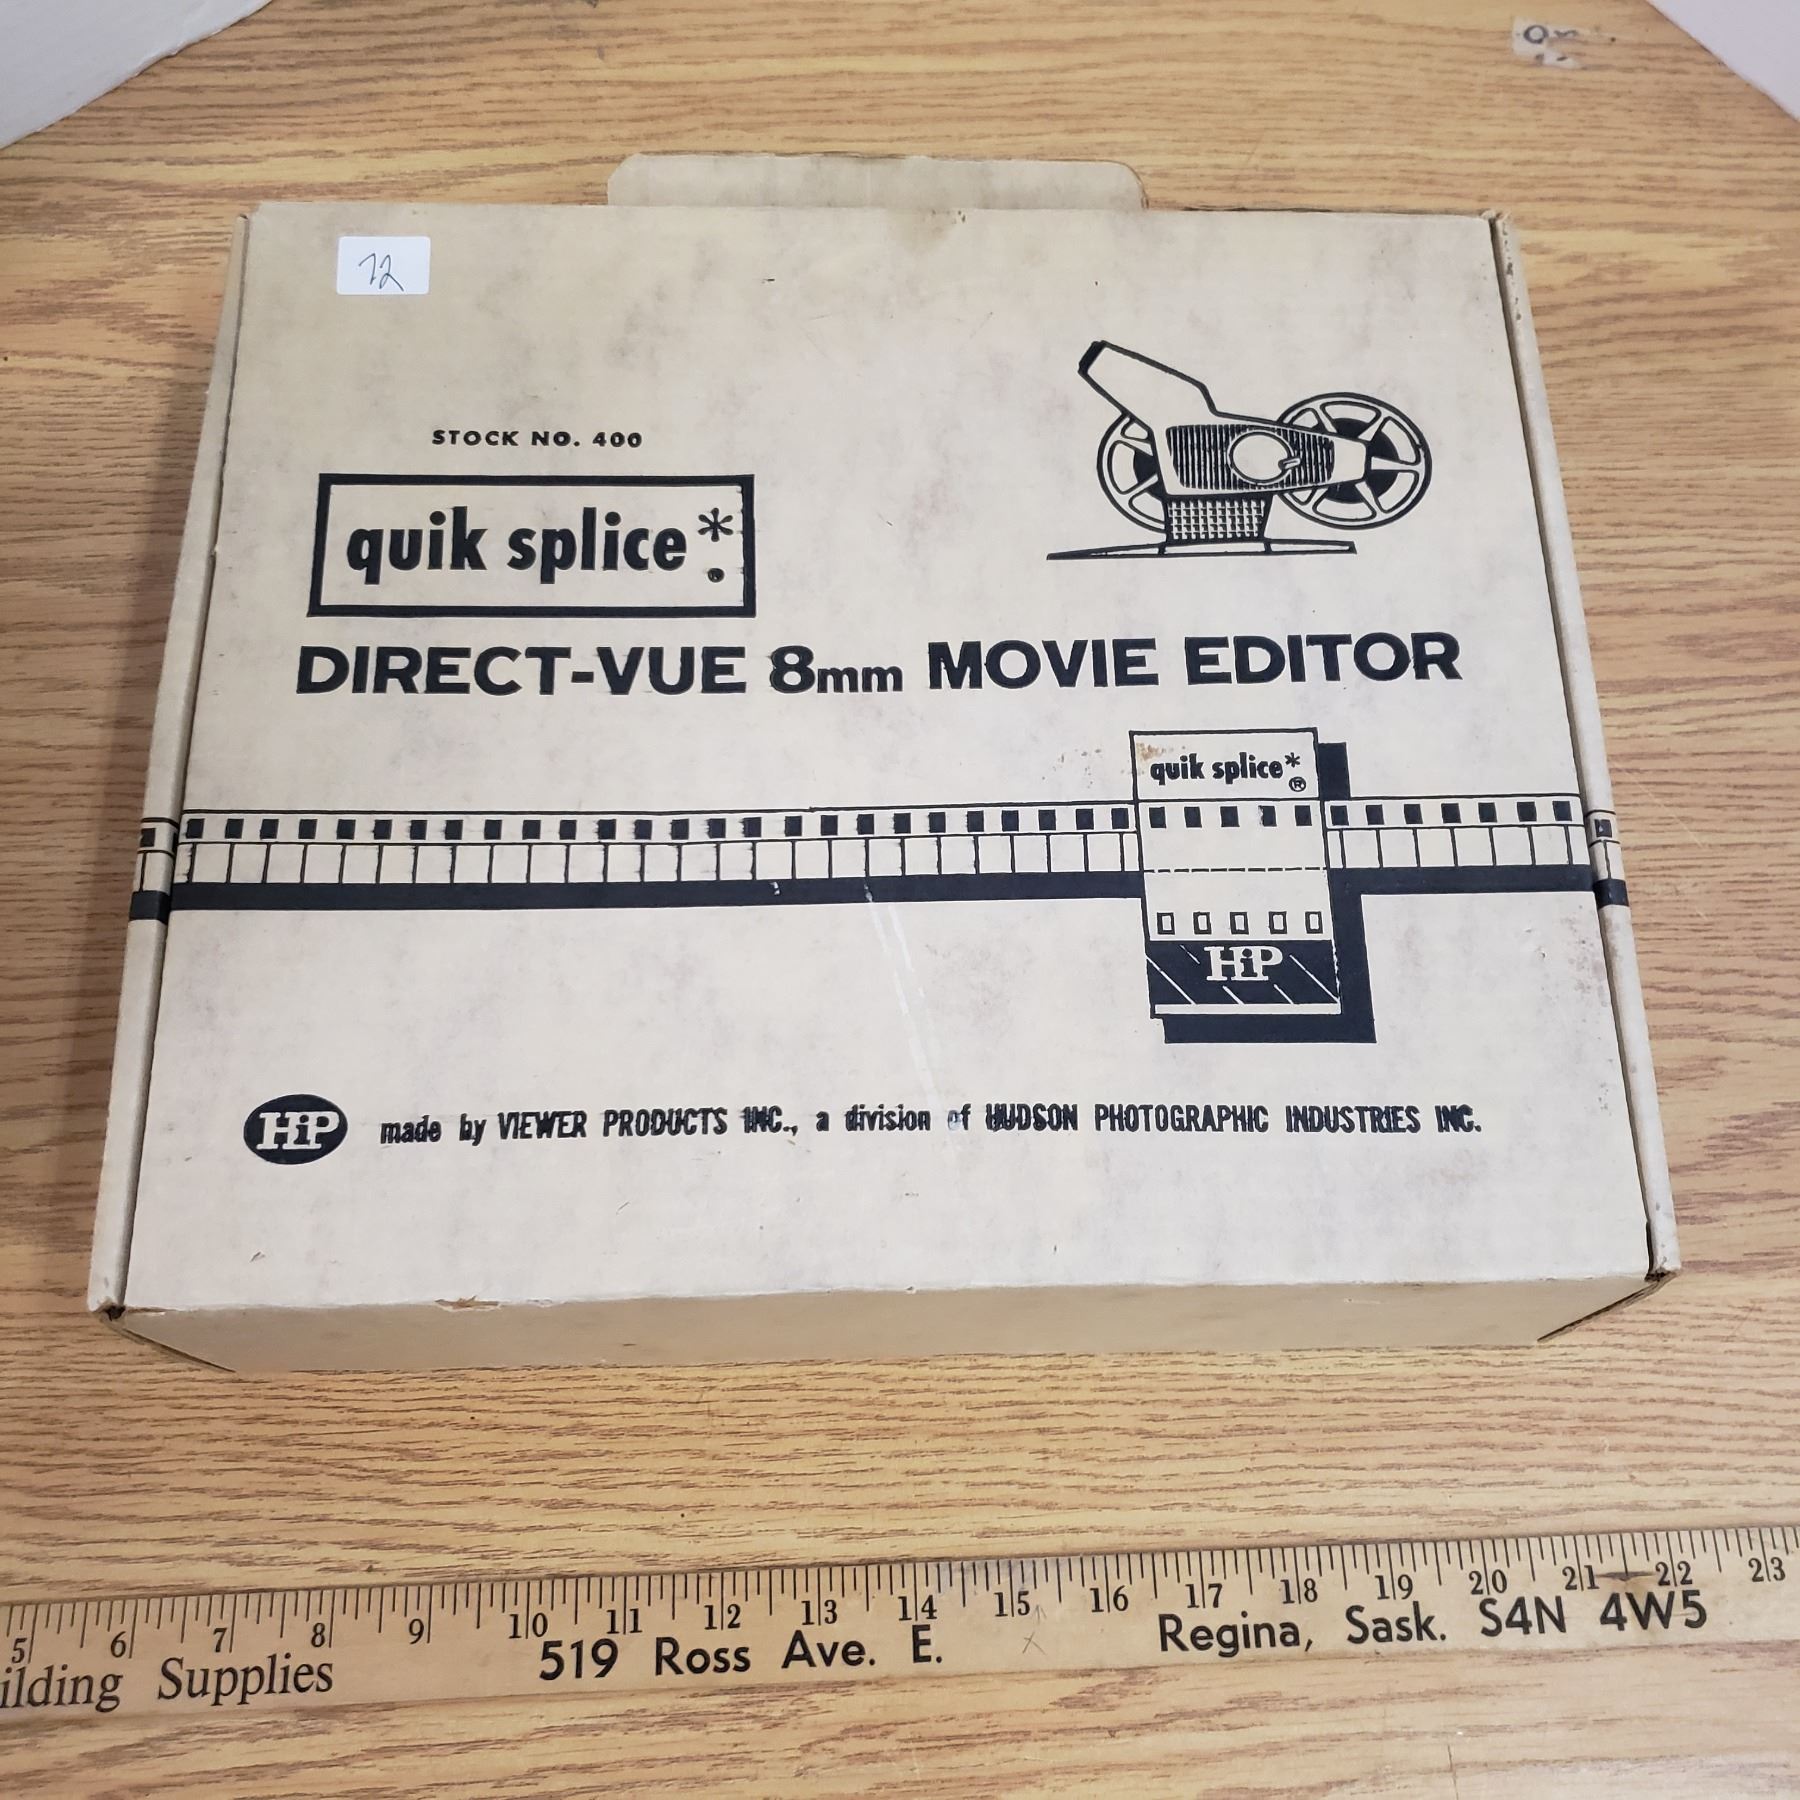 72
STOCK NO. 400
quik splice*®
DIRECT-VUE 8mm MOVIE EDITOR
quik splice*®
HiP
HiP made by VIEWER PRODUCTS INC., a division of HUDSON PHOTOGRAPHIC INDUSTRIES INC.
5 6 7 8 9 10 11 12 13 14 15 16 17 18 19 20 21 22 23
ilding Supplies 519 Ross Ave. E. Regina, Sask. S4N 4W5